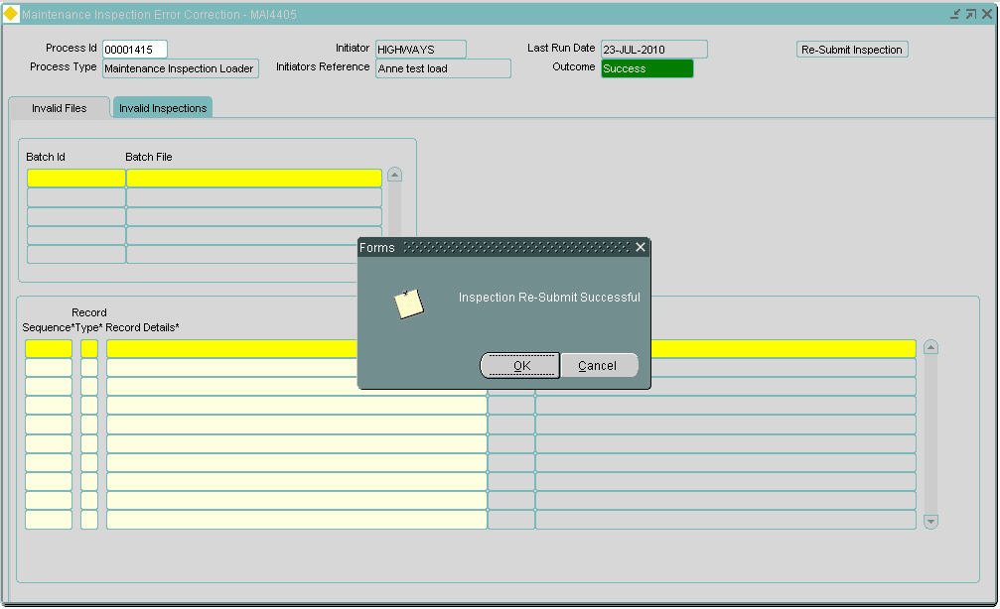 Maintenance Inspection Error Correction - MAI4405
Process Id 00001415 Initiator HIGHWAYS Last Run Date 23-JUL-2010 Re-Submit Inspection
Process Type Maintenance Inspection Loader Initiators Reference Anne test load Outcome Success
Invalid Files Invalid Inspections
Batch Id Batch File
Forms
Inspection Re-Submit Successful
OK Cancel
Record
Sequence*Type* Record Details*